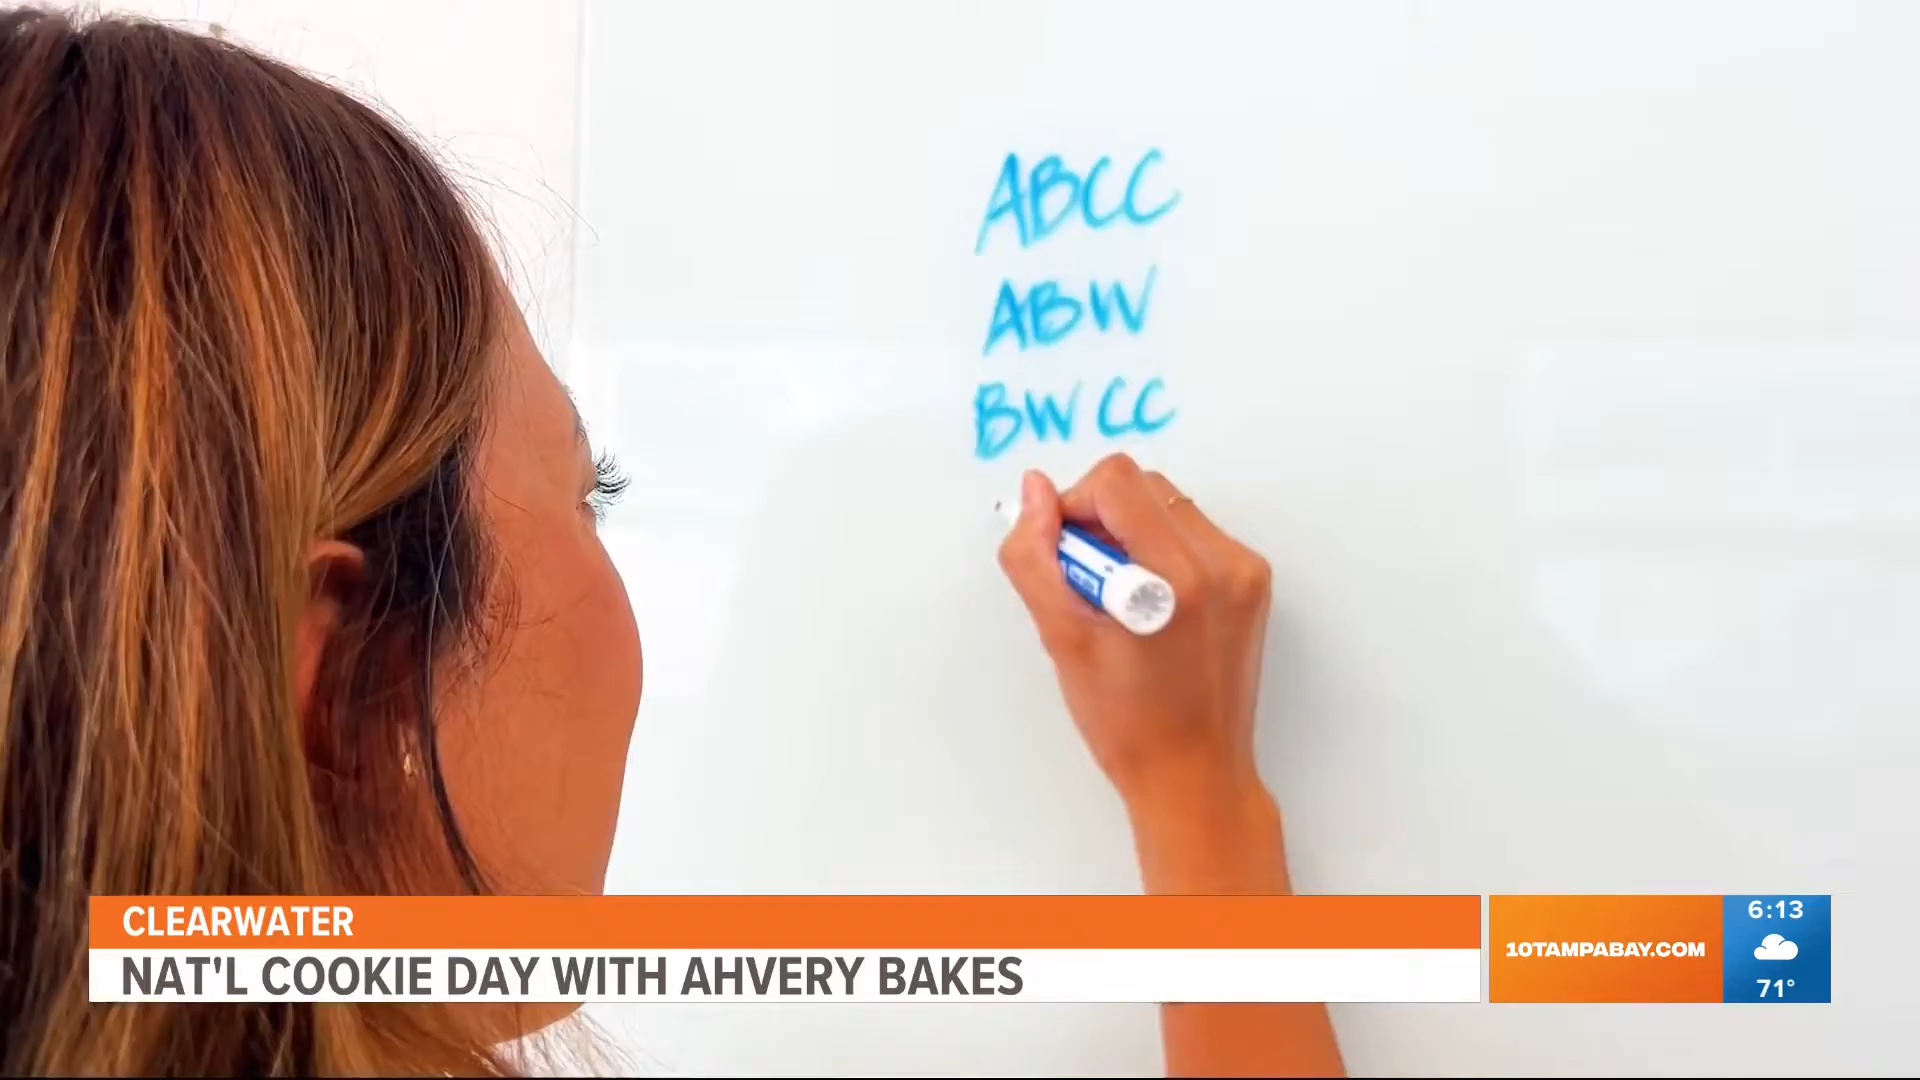 ABCC
ABW
BW CC
CLEARWATER
NAT'L COOKIE DAY WITH AHVERY BAKES
10TAMPABAY.COM
6:13
71°